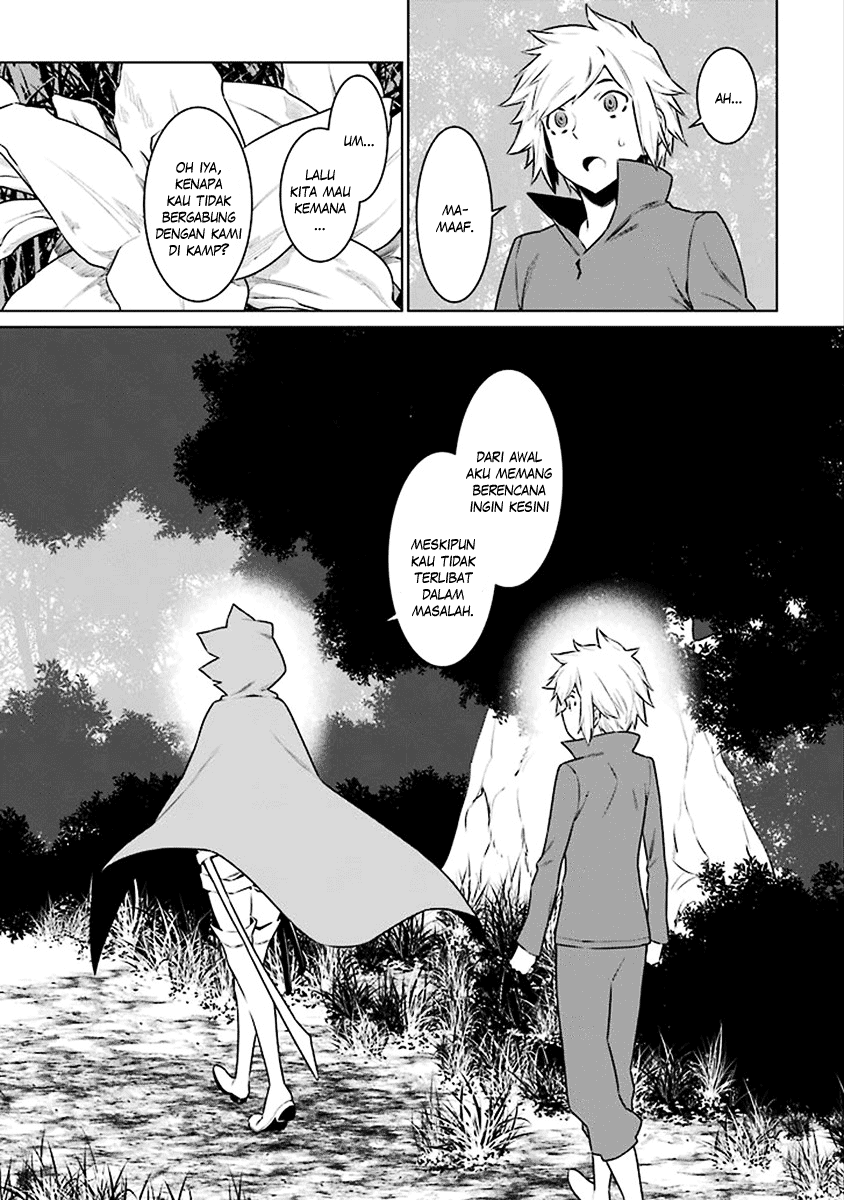 AH...
MA-
MAAF.
UM...
LALU
KITA MAU
KEMANA
...
OH IYA,
KENAPA
KAU TIDAK
BERGABUNG
DENGAN KAMI
DI KAMP?
DARI AWAL
AKU MEMANG
BERENCANA
INGIN KESINI
MESKIPUN
KAU TIDAK
TERLIBAT
DALAM
MASALAH.